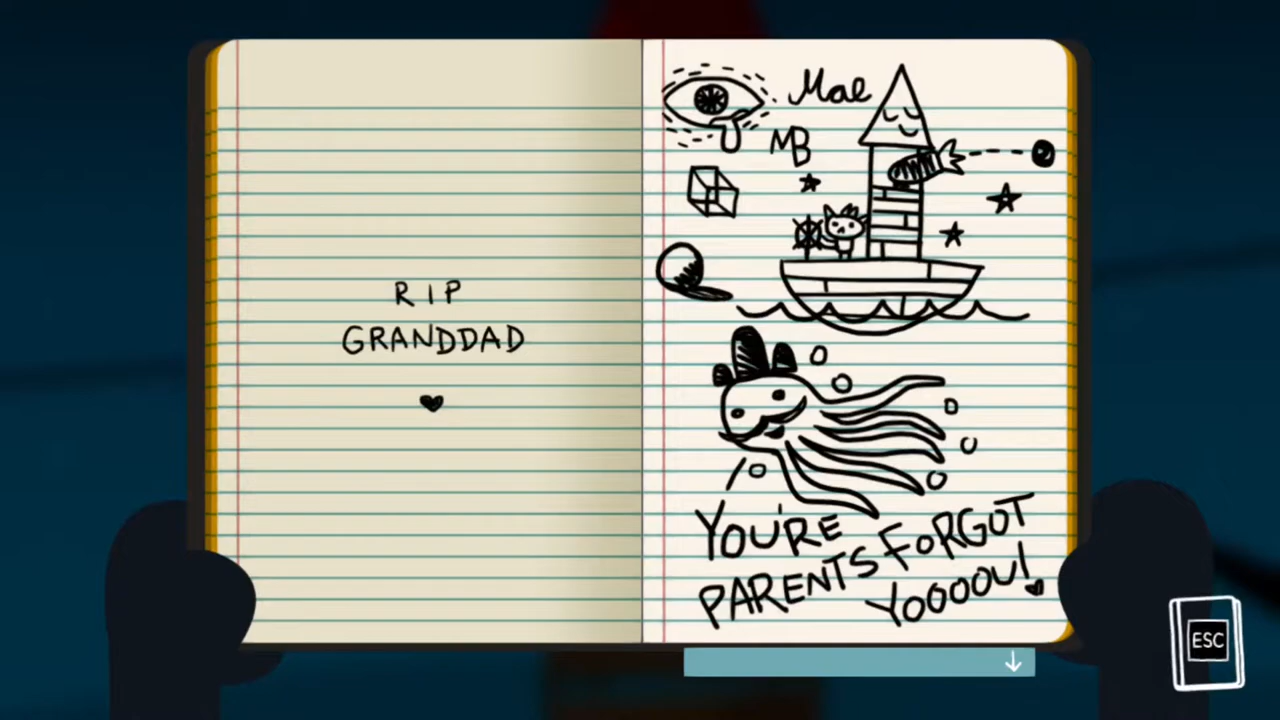 RIP
GRANDDAD
Mae
MB
YOU'RE
PARENTS FORGOT
YOOOOU!
ESC